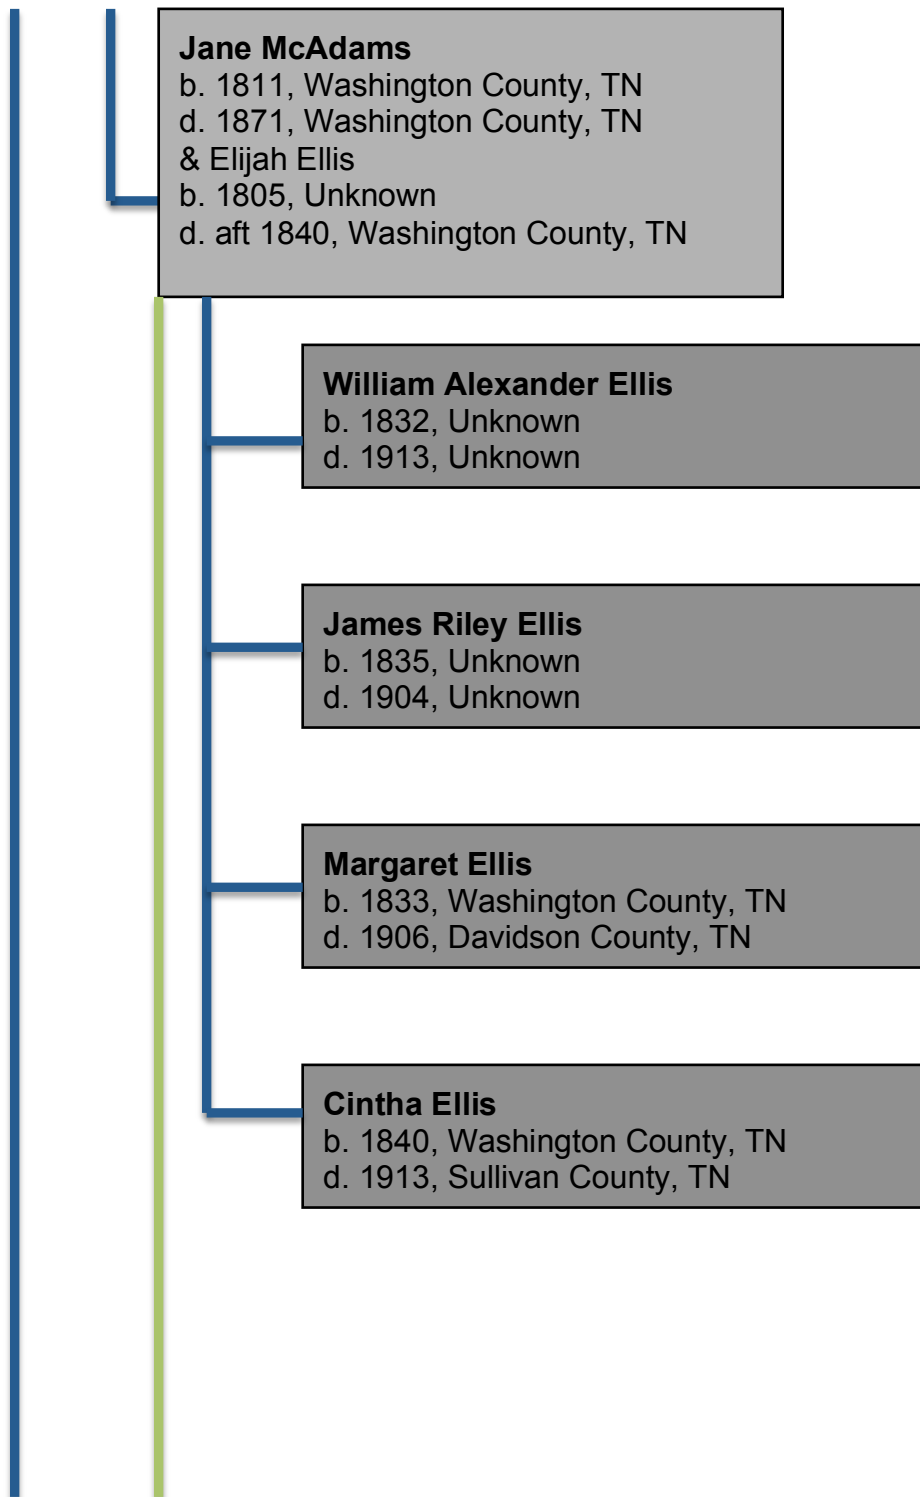 Jane McAdams
b. 1811, Washington County, TN
d. 1871, Washington County, TN
& Elijah Ellis
b. 1805, Unknown
d. aft 1840, Washington County, TN
William Alexander Ellis
b. 1832, Unknown
d. 1913, Unknown
James Riley Ellis
b. 1835, Unknown
d. 1904, Unknown
Margaret Ellis
b. 1833, Washington County, TN
d. 1906, Davidson County, TN
Cintha Ellis
b. 1840, Washington County, TN
d. 1913, Sullivan County, TN